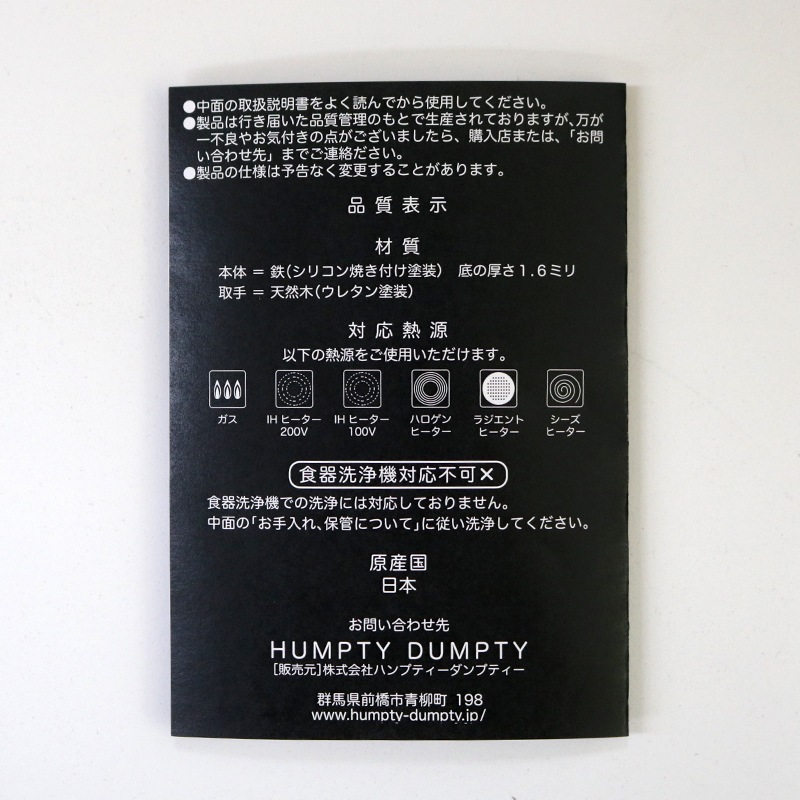 ●中面の取扱説明書をよく読んでから使用してください。
●製品は行き届いた品質管理のもとで生産されておりますが、万が
一不良やお気付きの点がございましたら、購入店または、「お問
い合わせ先」までご連絡ださい。
●製品の仕様は予告なく変更することがあります。
品質表示
材質
本体 = 鉄(シリコン焼き付け塗装) 底の厚さ1.6ミリ
取手 = 天然木(ウレタン塗装)
対応熱源
以下の熱源をご使用いただけます。
ガス IHヒーター IHヒーター ハロゲン ラジエント シーズ
200V 100V ヒーター ヒーター ヒーター
食器洗浄機対応不可✕
食器洗浄機での洗浄には対応しておりません。
中面の「お手入れ、保管について」に従い洗浄してください。
原産国
日本
お問い合わせ先
HUMPTY DUMPTY
[販売元]株式会社ハンプティーダンプティー
群馬県前橋市青柳町 198
www.humpty-dumpty.jp/